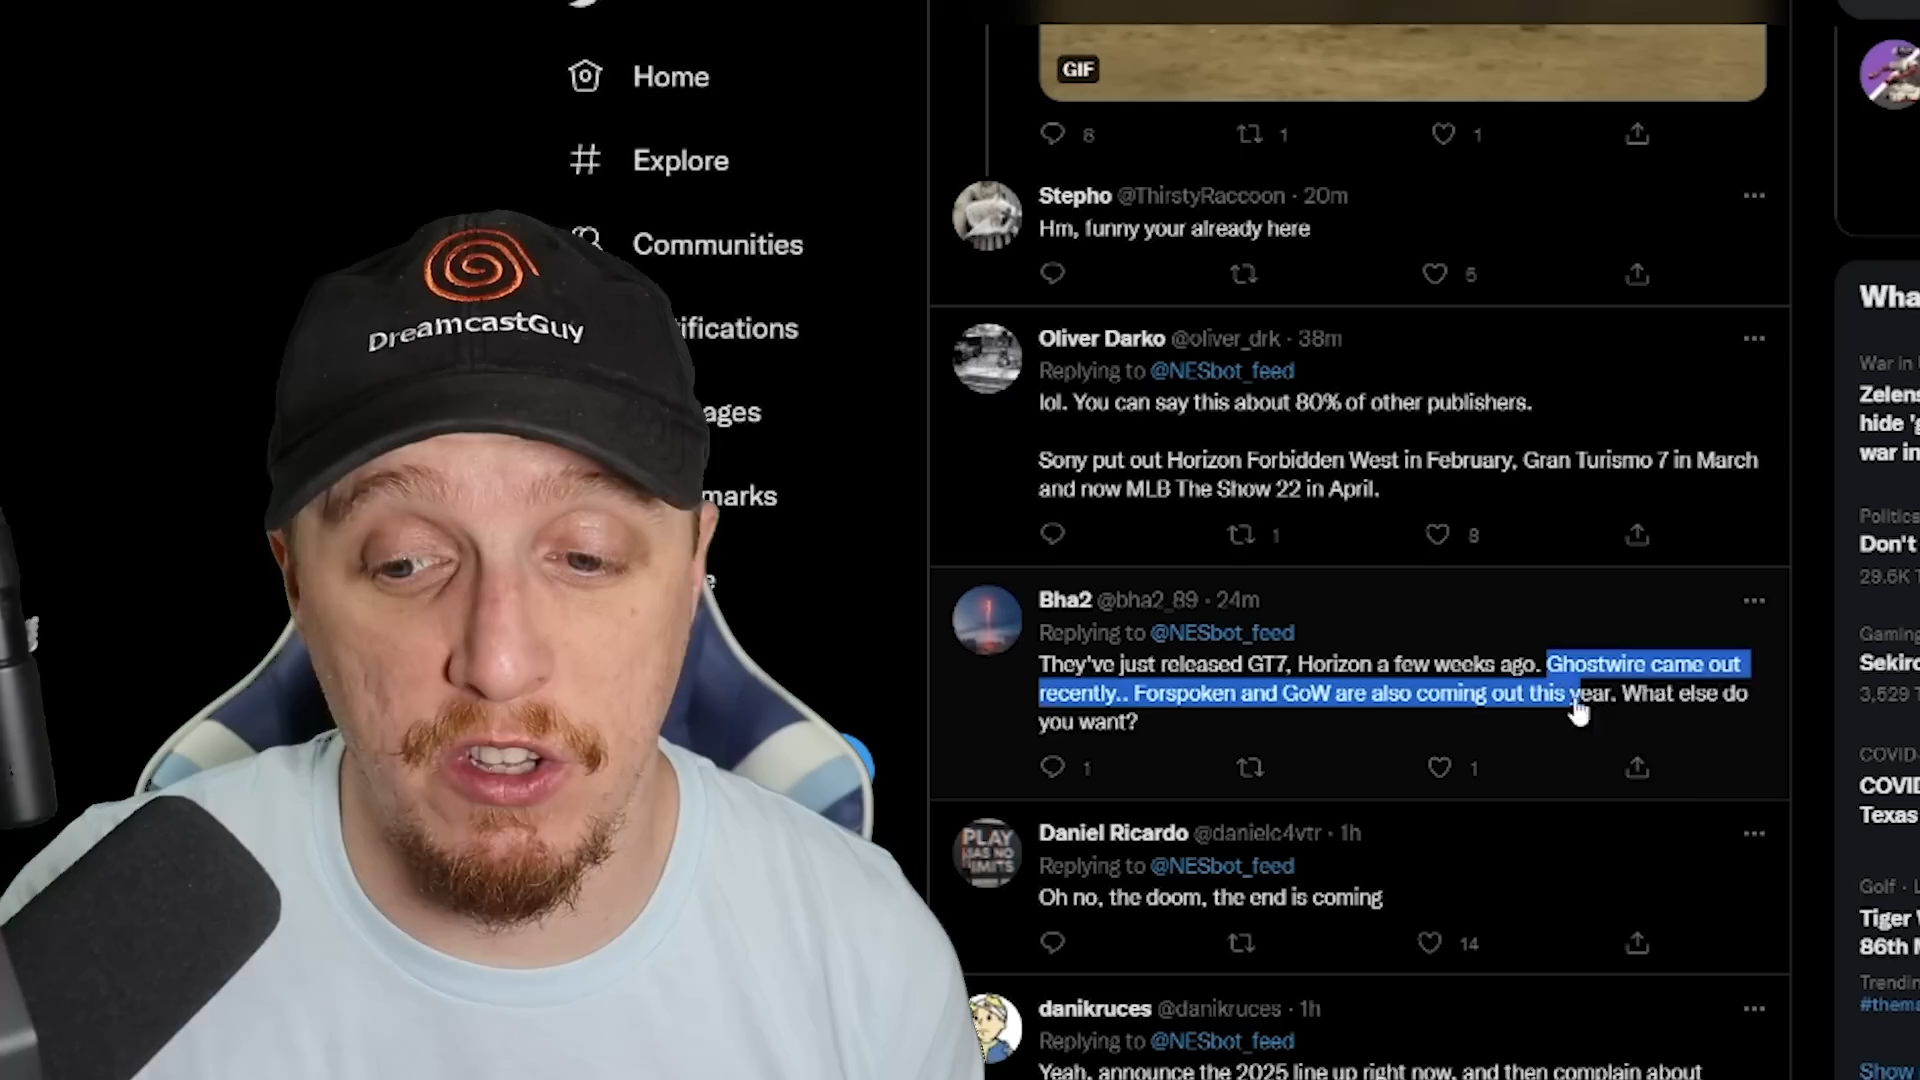 Home
Explore
Communities
ifications
ages
marks
DreamcastGuy
GIF
6
1
1
Stepho @ThirstyRaccoon · 20m
Hm, funny your already here
5
Oliver Darko @oliver_drk · 38m
Replying to @NESbot_feed
lol. You can say this about 80% of other publishers.
Sony put out Horizon Forbidden West in February, Gran Turismo 7 in March
and now MLB The Show 22 in April.
1
8
Bha2 @bha2_89 · 24m
Replying to @NESbot_feed
They've just released GT7, Horizon a few weeks ago. Ghostwire came out
recently.. Forspoken and GoW are also coming out this year. What else do
you want?
1
1
Daniel Ricardo @danielc4vtr · 1h
Replying to @NESbot_feed
Oh no, the doom, the end is coming
14
PLAY
HAS NO
LIMITS
danikruces @danikruces · 1h
Replying to @NESbot_feed
Yeah, announce the 2025 line up right now, and then complain about
Wha
War in
Zelens
hide 'g
war in
Politics
Don't
29.6K T
Gaming
Sekiro
3,529 T
COVID-
COVID
Texas
Golf · L
Tiger W
86th M
Trendin
#thema
Show